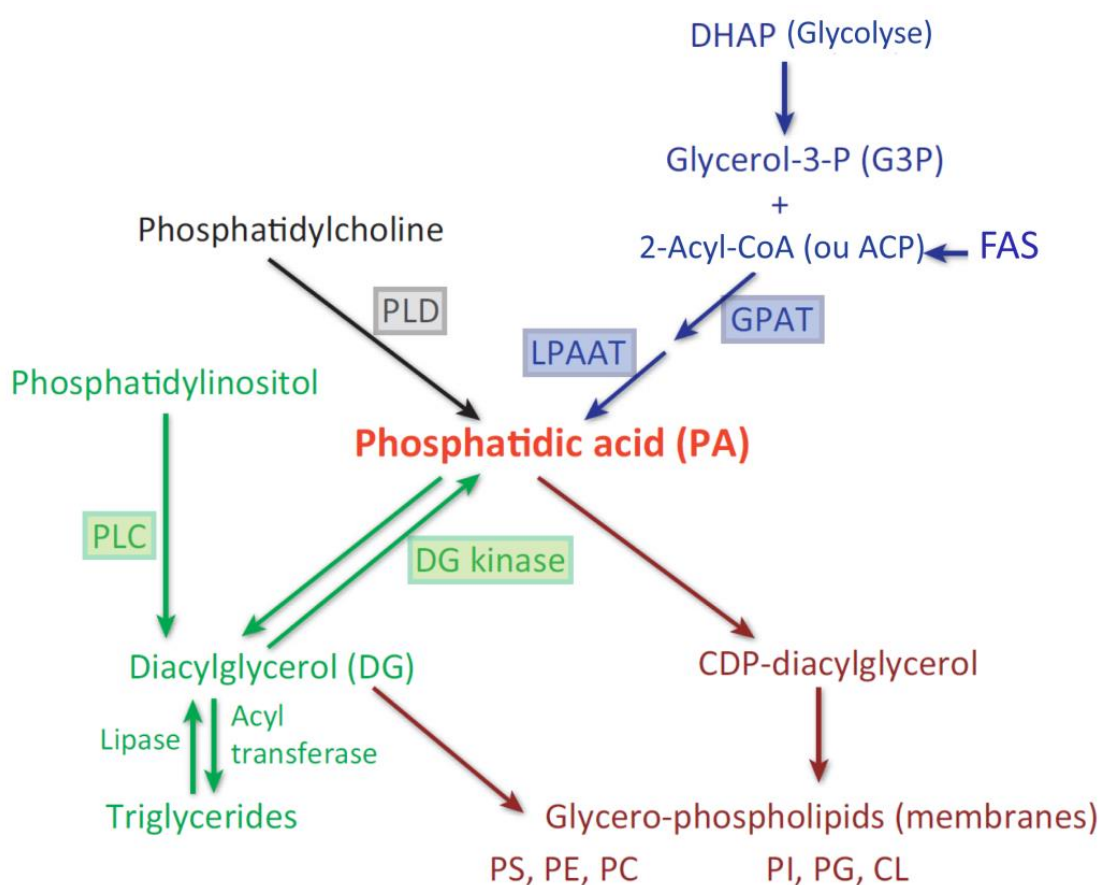 DHAP (Glycolyse)
Glycerol-3-P (G3P)
+
Phosphatidylcholine
2-Acyl-CoA (ou ACP)
FAS
PLD
GPAT
LPAAT
Phosphatidylinositol
Phosphatidic acid (PA)
PLC
DG kinase
Diacylglycerol (DG)
CDP-diacylglycerol
Lipase
Acyl
transferase
Triglycerides
Glycero-phospholipids (membranes)
PS, PE, PC
PI, PG, CL